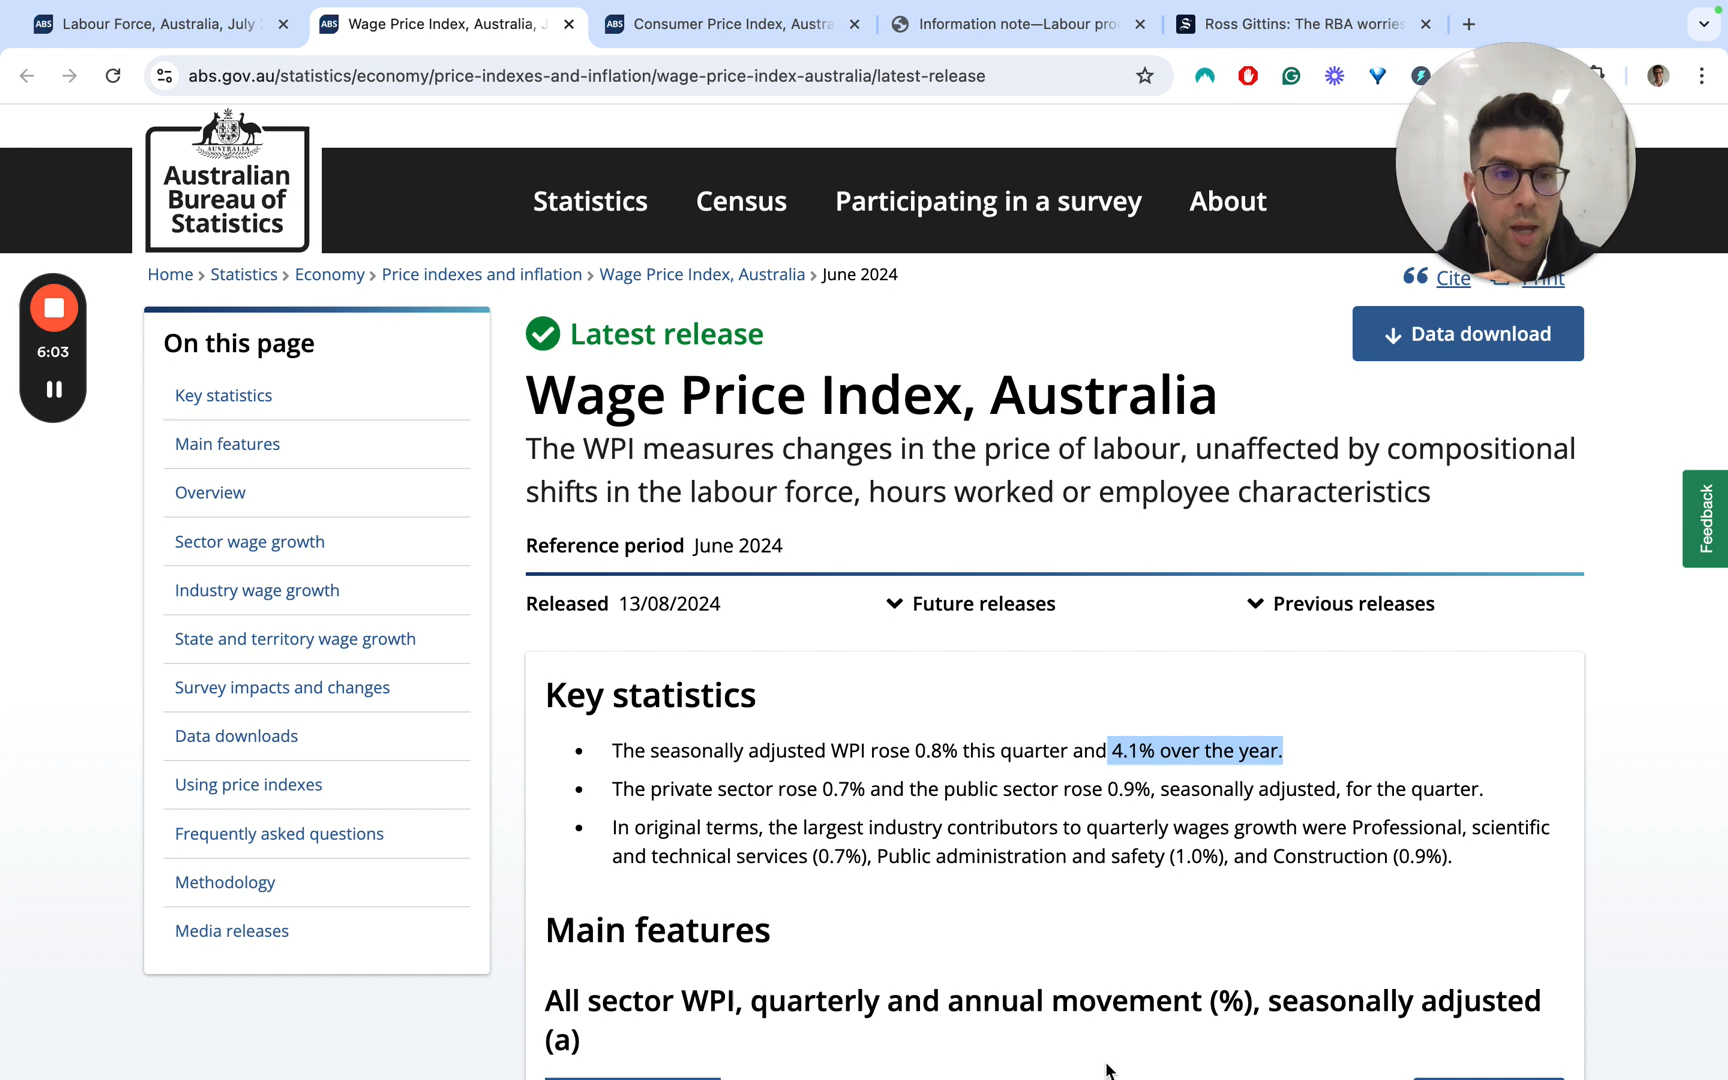 ABS Labour Force, Australia, July
ABS Wage Price Index, Australia, J
ABS Consumer Price Index, Austra
Information note—Labour pro
S Ross Gittins: The RBA worries
abs.gov.au/statistics/economy/price-indexes-and-inflation/wage-price-index-australia/latest-release
AUSTRALIA
Australian
Bureau of
Statistics
Statistics
Census
Participating in a survey
About
Home > Statistics > Economy > Price indexes and inflation > Wage Price Index, Australia > June 2024
Cite
Print
6:03
On this page
Key statistics
Main features
Overview
Sector wage growth
Industry wage growth
State and territory wage growth
Survey impacts and changes
Data downloads
Using price indexes
Frequently asked questions
Methodology
Media releases
Latest release
Data download
Wage Price Index, Australia
The WPI measures changes in the price of labour, unaffected by compositional
shifts in the labour force, hours worked or employee characteristics
Reference period June 2024
Released 13/08/2024
Future releases
Previous releases
Feedback
Key statistics
• The seasonally adjusted WPI rose 0.8% this quarter and 4.1% over the year.
• The private sector rose 0.7% and the public sector rose 0.9%, seasonally adjusted, for the quarter.
• In original terms, the largest industry contributors to quarterly wages growth were Professional, scientific
and technical services (0.7%), Public administration and safety (1.0%), and Construction (0.9%).
Main features
All sector WPI, quarterly and annual movement (%), seasonally adjusted
(a)